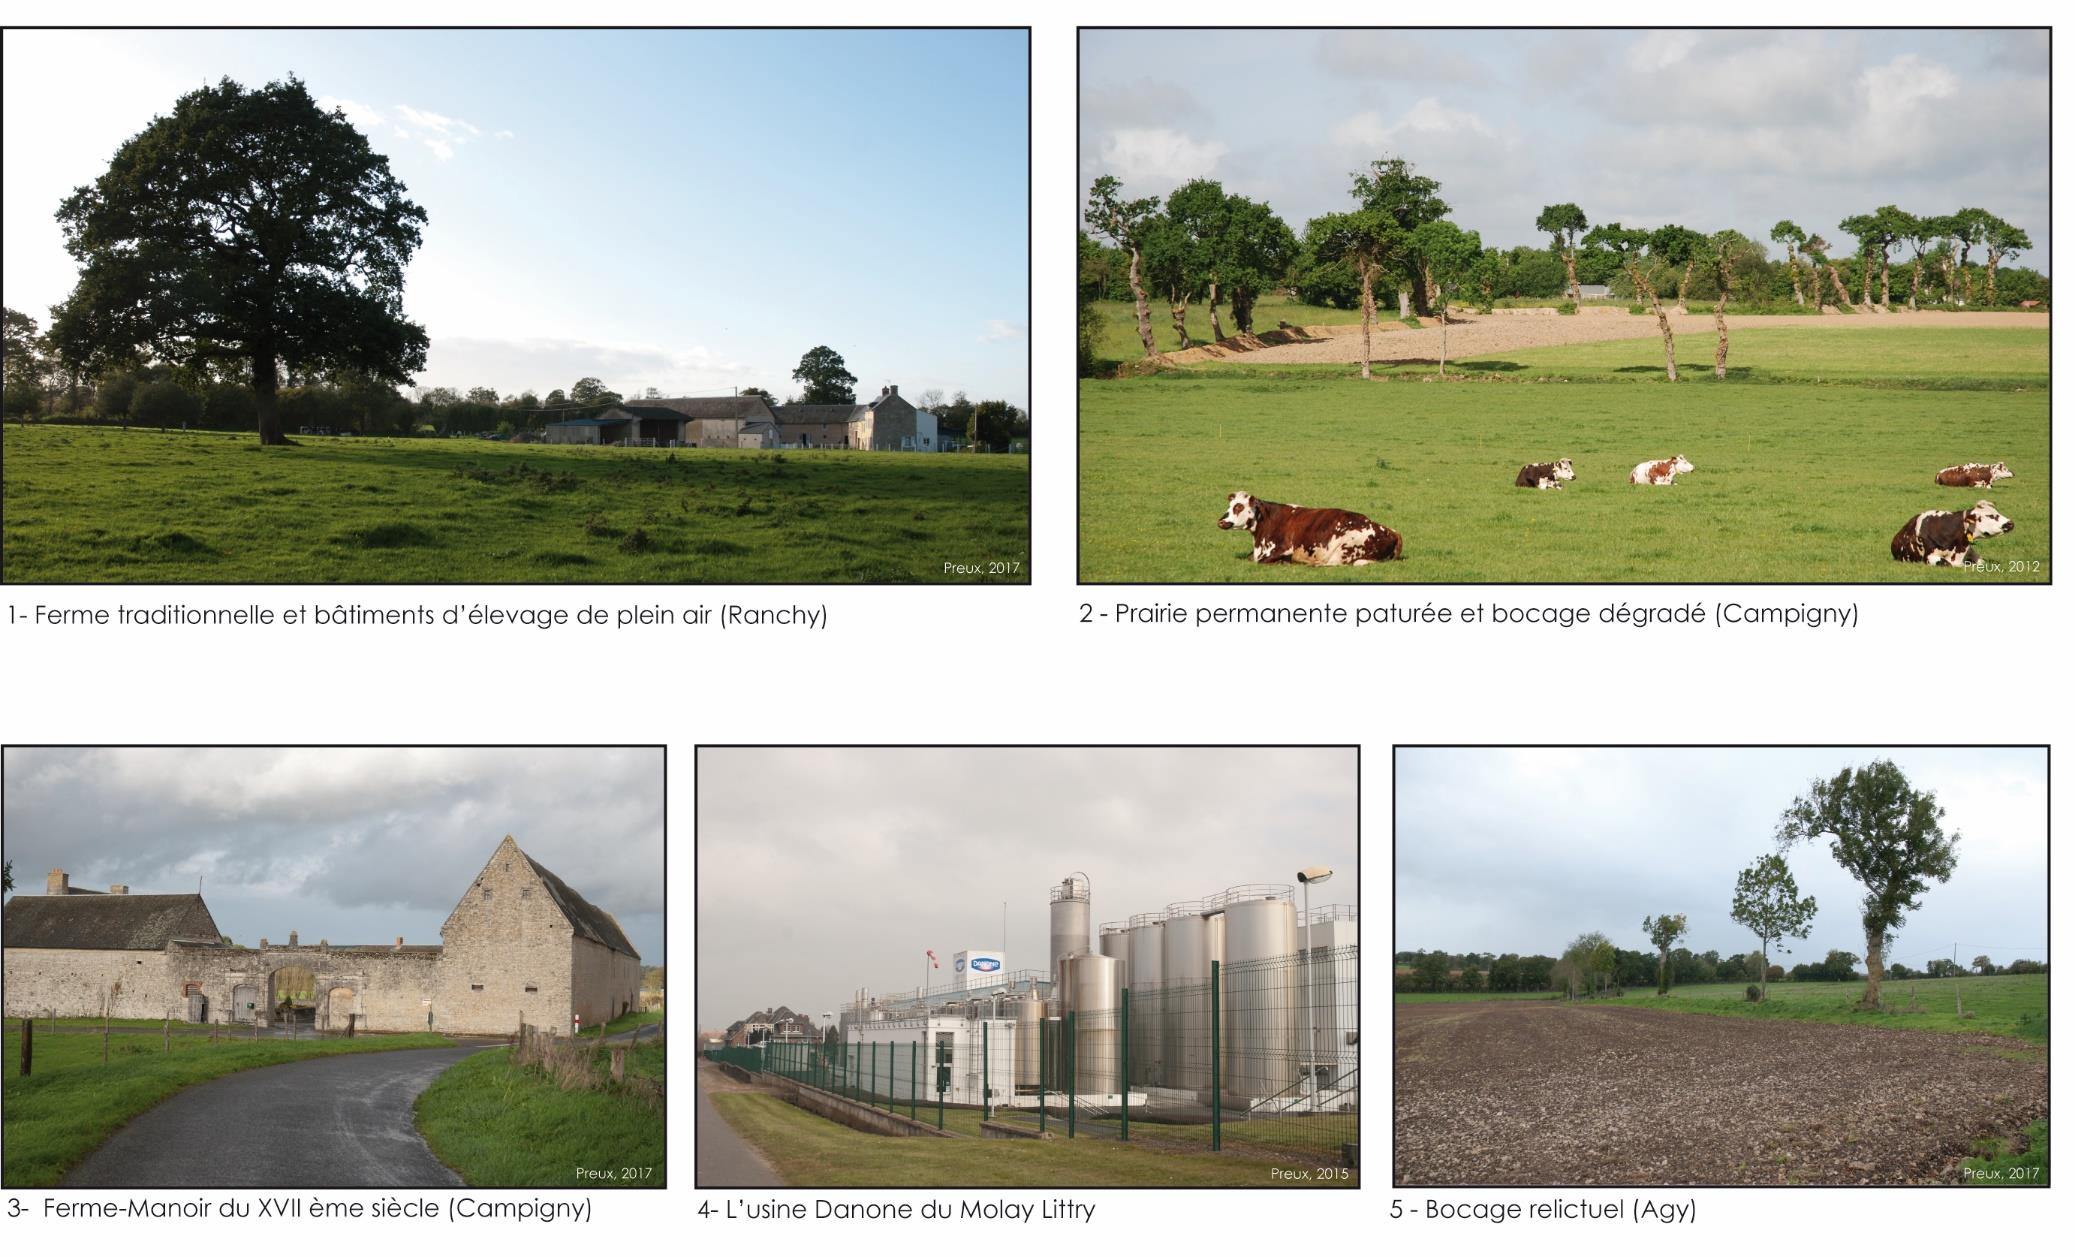 Preux, 2017
Preux, 2012
1- Ferme traditionnelle et bâtiments d'élevage de plein air (Ranchy)
2 - Prairie permanente paturée et bocage dégradé (Campigny)
DANONE
Preux, 2017
Preux, 2015
Preux, 2017
3- Ferme-Manoir du XVII ème siècle (Campigny)
4- L'usine Danone du Molay Littry
5 - Bocage relictuel (Agy)